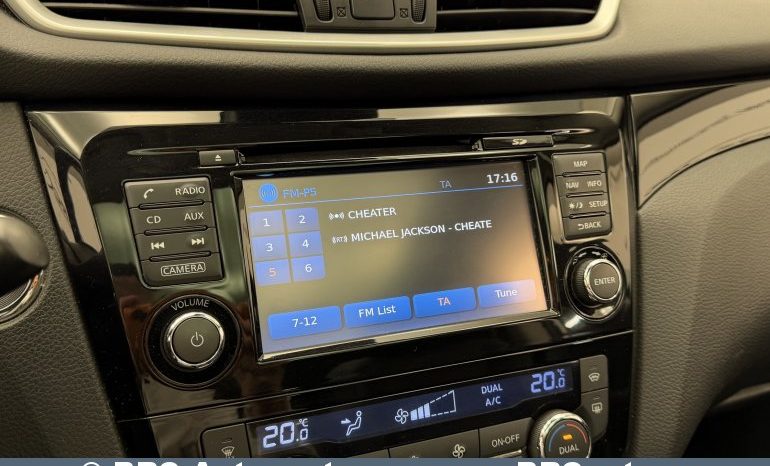 SD
MAP
NAV INFO
SETUP
BACK
ENTER
RADIO
CD AUX
CAMERA
VOLUME
FM-P5 TA 17:16
1 2
CHEATER
3 4
MICHAEL JACKSON - CHEATE
5 6
7-12 FM List TA Tune
20.0°C
DUAL
A/C
20.0°C
ON·OFF
DUAL